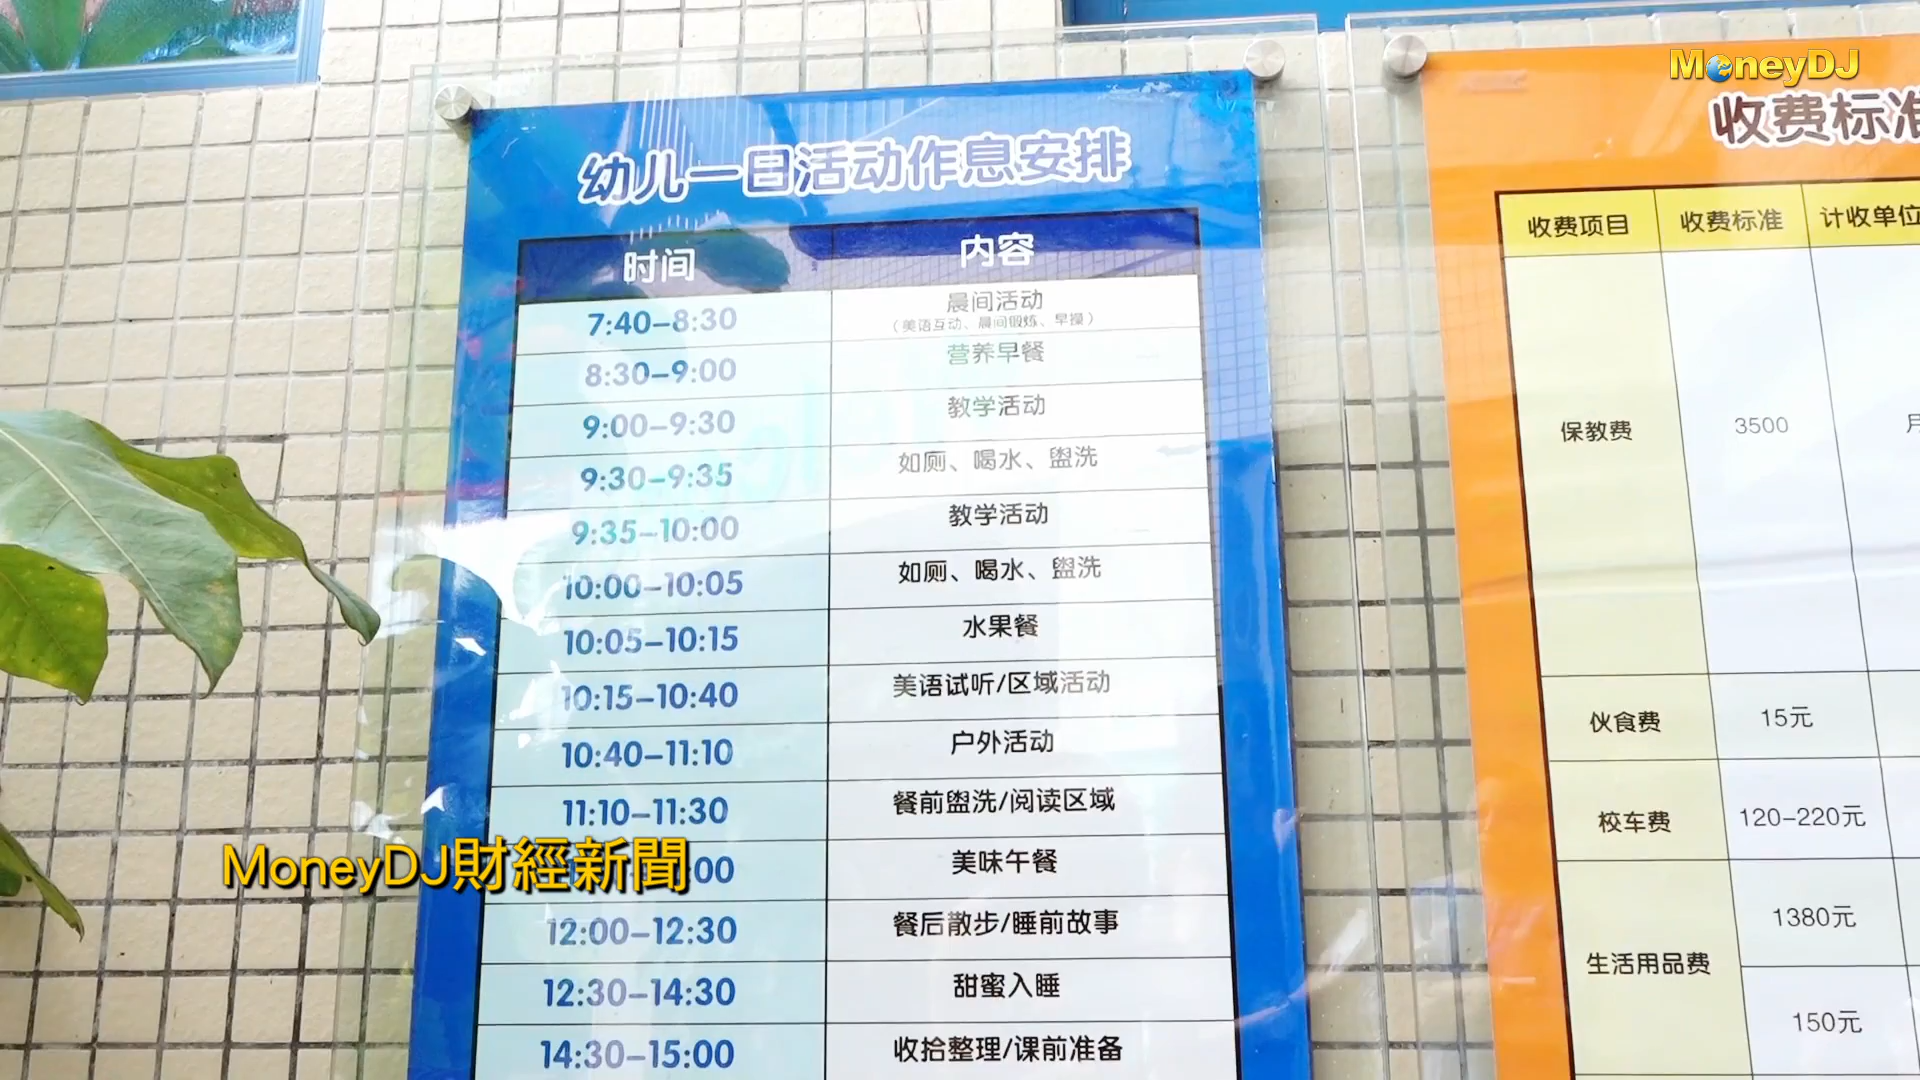 MoneyDJ
幼儿一日活动作息安排
时间 内容
7:40-8:30 晨间活动
（美语互动、晨间锻炼、早操）
8:30-9:00 营养早餐
9:00-9:30 教学活动
9:30-9:35 如厕、喝水、盥洗
9:35-10:00 教学活动
10:00-10:05 如厕、喝水、盥洗
10:05-10:15 水果餐
10:15-10:40 美语试听/区域活动
10:40-11:10 户外活动
11:10-11:30 餐前盥洗/阅读区域
:00 美味午餐
12:00-12:30 餐后散步/睡前故事
12:30-14:30 甜蜜入睡
14:30-15:00 收拾整理/课前准备
收费标准
收费项目 收费标准 计收单位
保教费 3500 月
伙食费 15元
校车费 120-220元
生活用品费 1380元
150元
MoneyDJ財經新聞